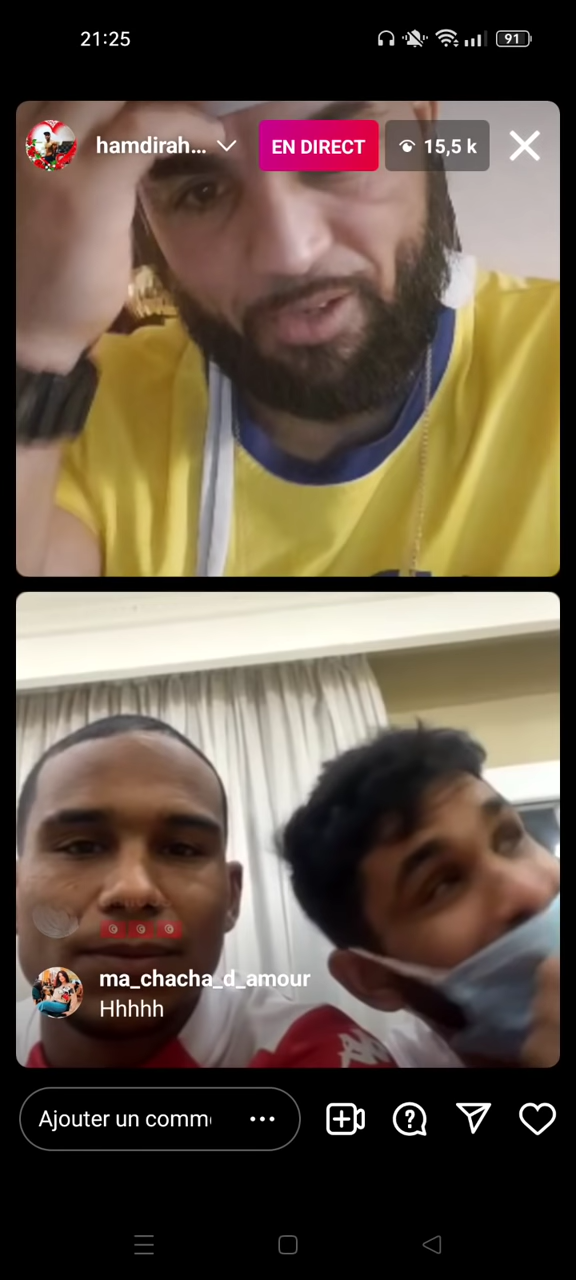 21:25
91
hamdirah...
EN DIRECT
15,5 k
ma_chacha_d_amour
Hhhhh
Ajouter un comm